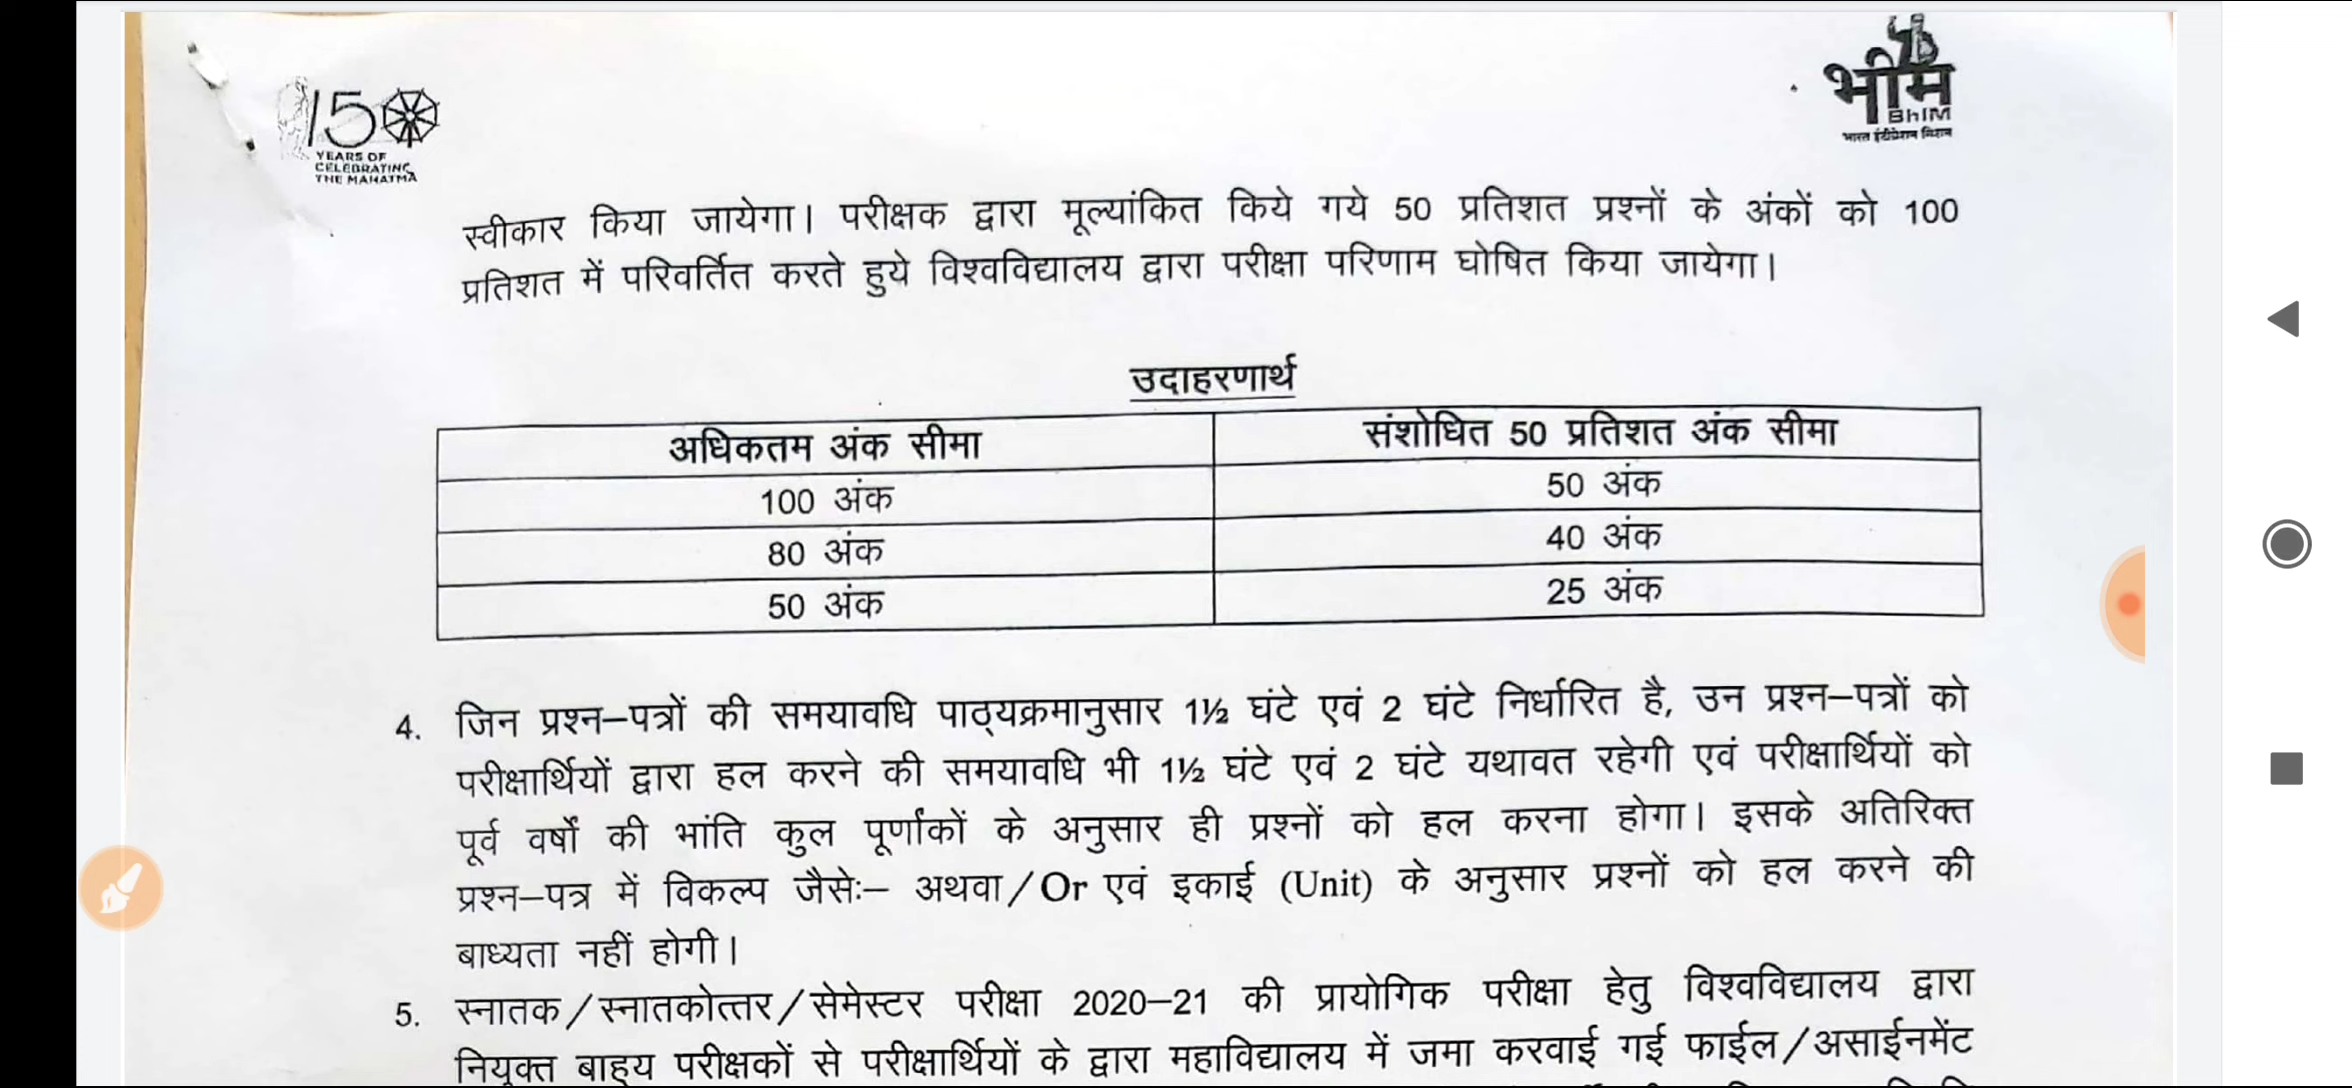 150
YEARS OF
CELEBRATING
THE MAHATMA
भीम
BhIM
स्वीकार किया जायेगा। परीक्षक द्वारा मूल्यांकित किये गये 50 प्रतिशत प्रश्नों के अंकों को 100
प्रतिशत में परिवर्तित करते हुये विश्वविद्यालय द्वारा परीक्षा परिणाम घोषित किया जायेगा।
उदाहरणार्थ
अधिकतम अंक सीमा संशोधित 50 प्रतिशत अंक सीमा
100 अंक 50 अंक
80 अंक 40 अंक
50 अंक 25 अंक
4. जिन प्रश्न–पत्रों की समयावधि पाठ्यक्रमानुसार 1½ घंटे एवं 2 घंटे निर्धारित है, उन प्रश्न–पत्रों को
परीक्षार्थियों द्वारा हल करने की समयावधि भी 1½ घंटे एवं 2 घंटे यथावत रहेगी एवं परीक्षार्थियों को
पूर्व वर्षो की भांति कुल पूर्णांकों के अनुसार ही प्रश्नों को हल करना होगा। इसके अतिरिक्त
प्रश्न–पत्र में विकल्प जैसेः– अथवा/Or एवं इकाई (Unit) के अनुसार प्रश्नों को हल करने की
बाध्यता नहीं होगी।
5. स्नातक/स्नातकोत्तर/सेमेस्टर परीक्षा 2020–21 की प्रायोगिक परीक्षा हेतु विश्वविद्यालय द्वारा
नियुक्त बाह्य परीक्षकों से परीक्षार्थियों के द्वारा महाविद्यालय में जमा करवाई गई फाईल/असाईनमेंट